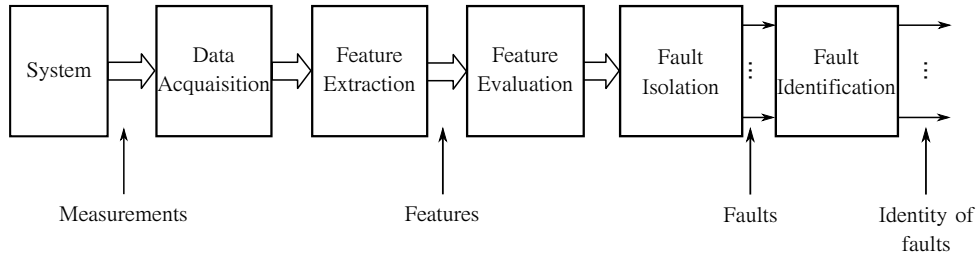 System
Data
Acquaisition
Feature
Extraction
Feature
Evaluation
Fault
Isolation
Fault
Identification
Measurements
Features
Faults
Identity of
faults